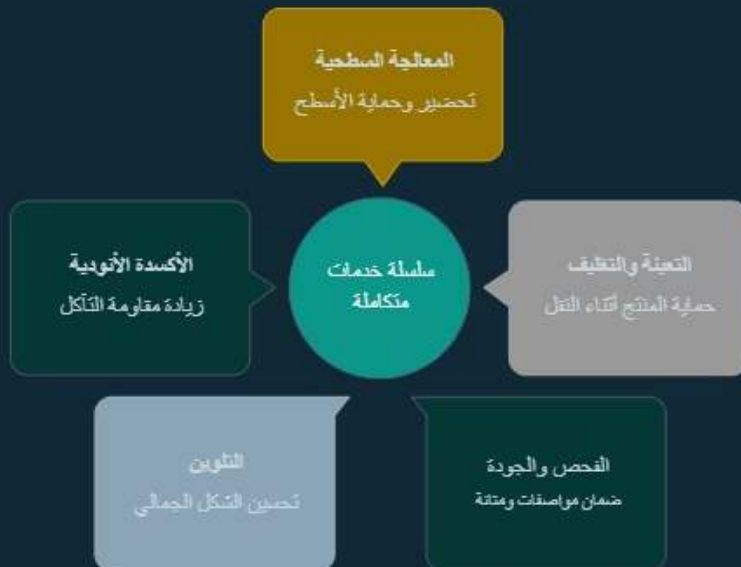 المعالجة السطحية
تحضير وحماية الأسطح
سلسلة خدمات
متكاملة
التعبئة والتغليف
حماية المنتج أثناء النقل
الأكسدة الأنودية
زيادة مقاومة التآكل
الفحص والجودة
ضمان مواصفات ومتانة
التلوين
تحسين الشكل الجمالي